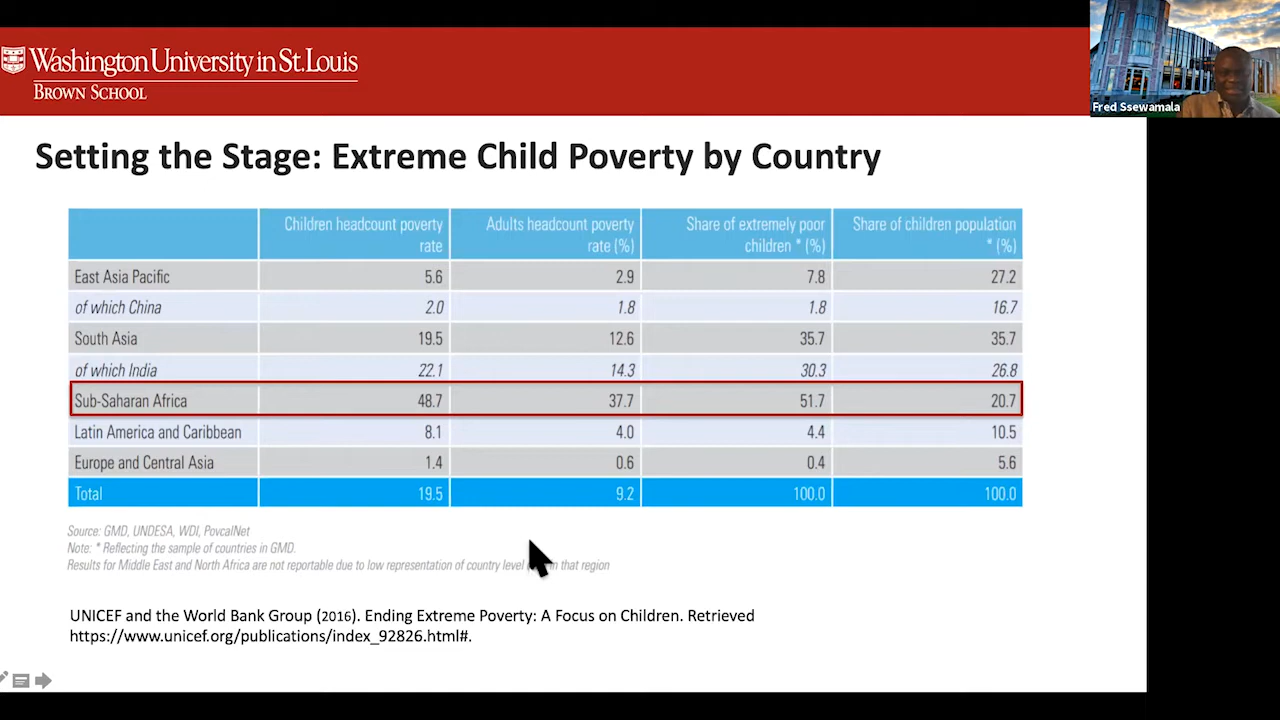 Washington University in St. Louis
BROWN SCHOOL
Fred Ssewamala
Setting the Stage: Extreme Child Poverty by Country
Children headcount poverty rate
Adults headcount poverty rate (%)
Share of extremely poor children * (%)
Share of children population * (%)
East Asia Pacific 5.6 2.9 7.8 27.2
of which China 2.0 1.8 1.8 16.7
South Asia 19.5 12.6 35.7 35.7
of which India 22.1 14.3 30.3 26.8
Sub-Saharan Africa 48.7 37.7 51.7 20.7
Latin America and Caribbean 8.1 4.0 4.4 10.5
Europe and Central Asia 1.4 0.6 0.4 5.6
Total 19.5 9.2 100.0 100.0
Source: GMD, UNDESA, WDI, PovcalNet
Note: * Reflecting the sample of countries in GMD.
Results for Middle East and North Africa are not reportable due to low representation of country level that region
UNICEF and the World Bank Group (2016). Ending Extreme Poverty: A Focus on Children. Retrieved
https://www.unicef.org/publications/index_92826.html#.